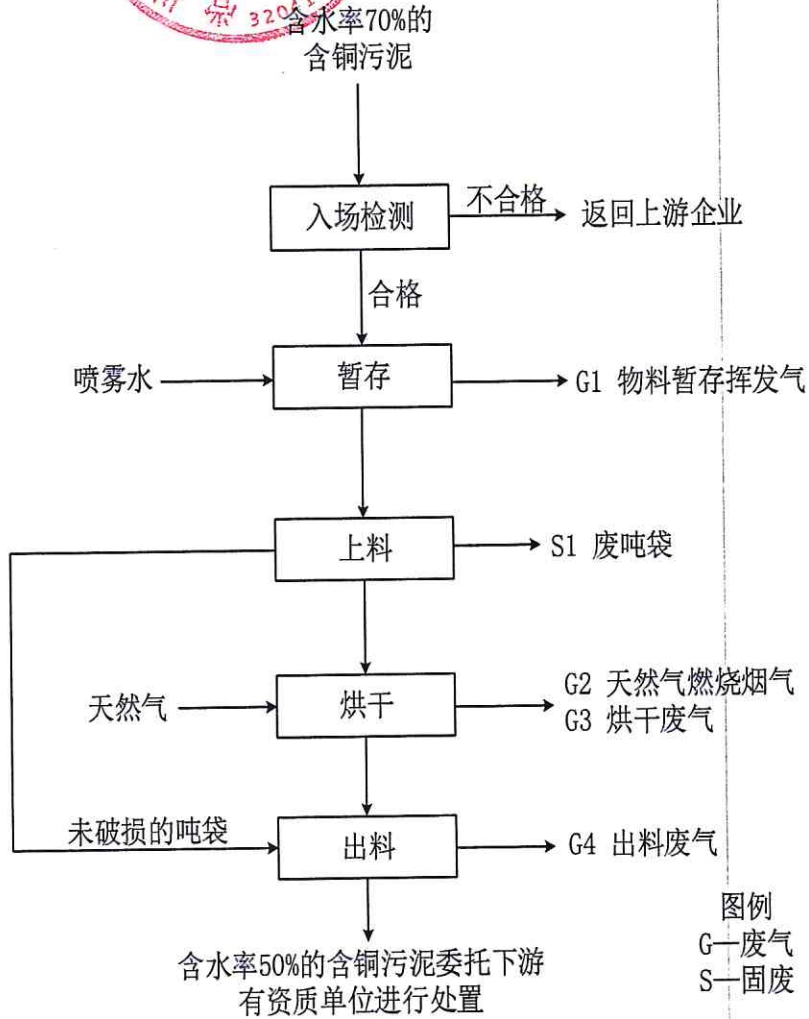 含水率70%的
含铜污泥
入场检测
不合格
返回上游企业
合格
喷雾水
暂存
G1 物料暂存挥发气
上料
S1 废吨袋
天然气
烘干
G2 天然气燃烧烟气
G3 烘干废气
未破损的吨袋
出料
G4 出料废气
含水率50%的含铜污泥委托下游
有资质单位进行处置
图例
G—废气
S—固废